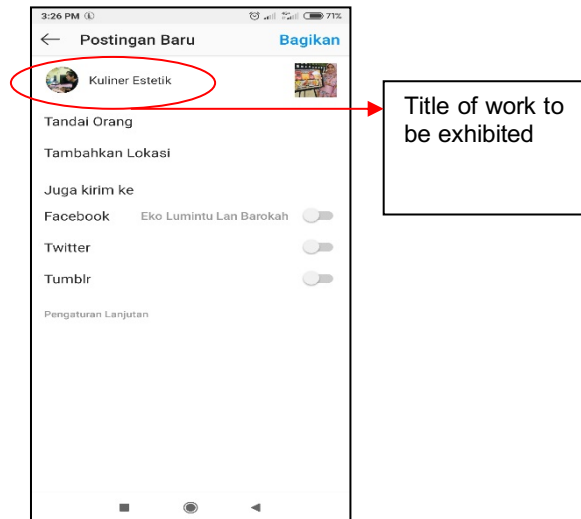 3:26 PM 71%
Postingan Baru Bagikan
Kuliner Estetik
Tandai Orang
Tambahkan Lokasi
Juga kirim ke
Facebook Eko Lumintu Lan Barokah
Twitter
Tumblr
Pengaturan Lanjutan
Title of work to
be exhibited